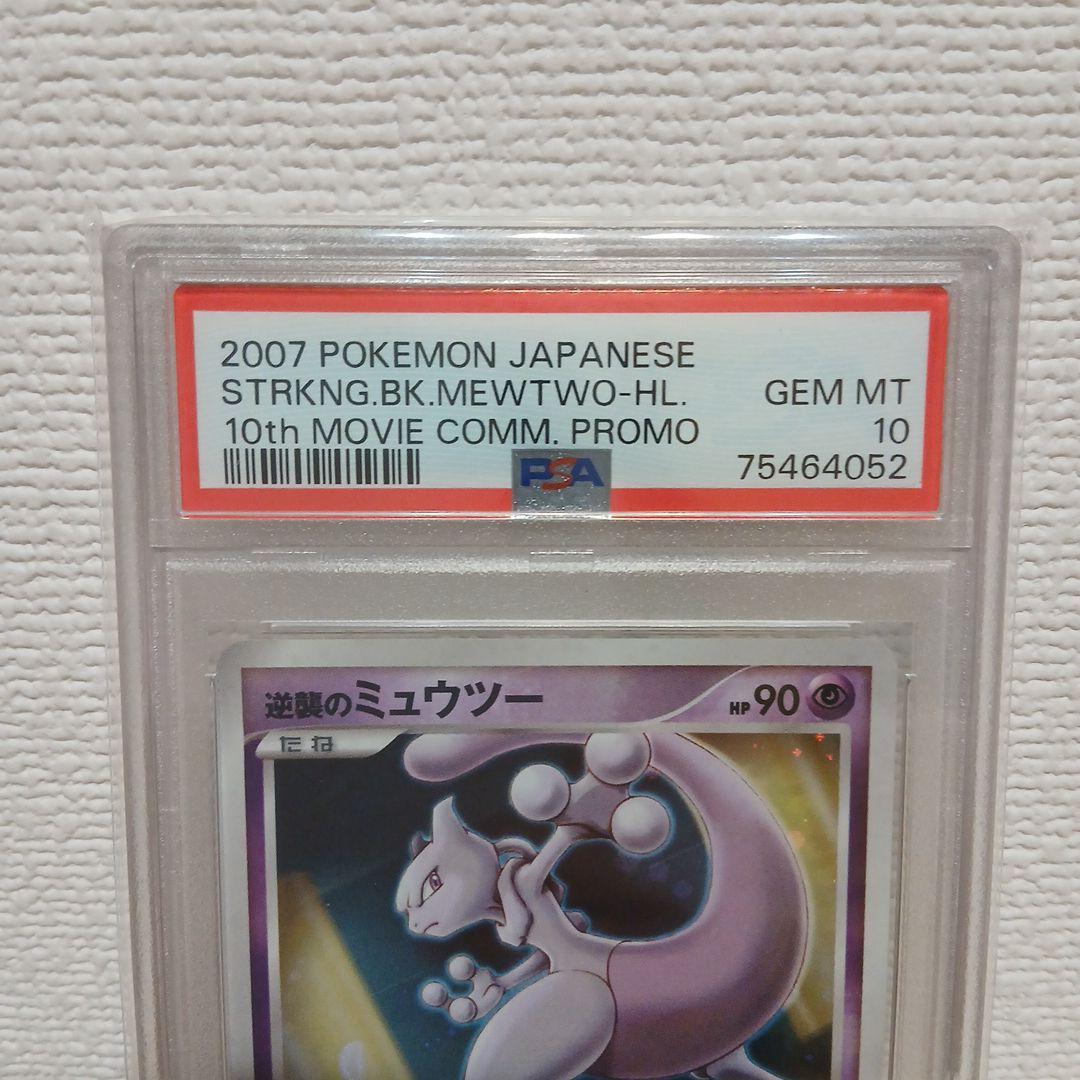 2007 POKEMON JAPANESE
STRKNG.BK.MEWTWO-HL. GEM MT
10th MOVIE COMM. PROMO 10
PSA 75464052
逆襲のミュウツー HP 90
たね